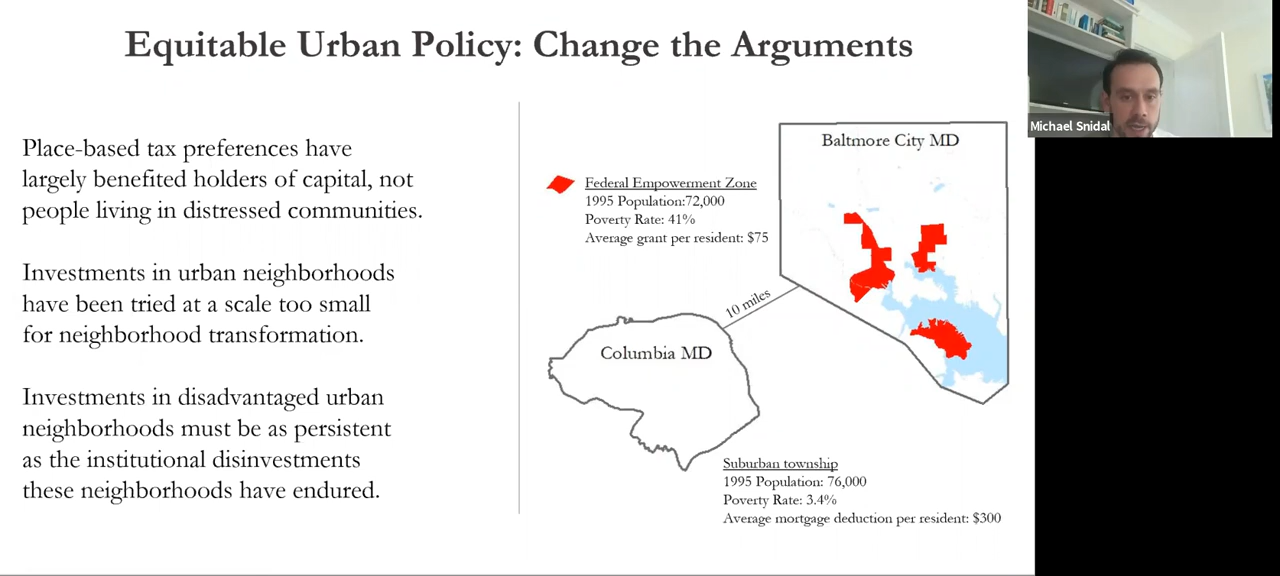 Equitable Urban Policy: Change the Arguments
Place-based tax preferences have
largely benefited holders of capital, not
people living in distressed communities.
Investments in urban neighborhoods
have been tried at a scale too small
for neighborhood transformation.
Investments in disadvantaged urban
neighborhoods must be as persistent
as the institutional disinvestments
these neighborhoods have endured.
Baltimore City MD
Federal Empowerment Zone
1995 Population:72,000
Poverty Rate: 41%
Average grant per resident: $75
10 miles
Columbia MD
Suburban township
1995 Population: 76,000
Poverty Rate: 3.4%
Average mortgage deduction per resident: $300
Michael Snidal